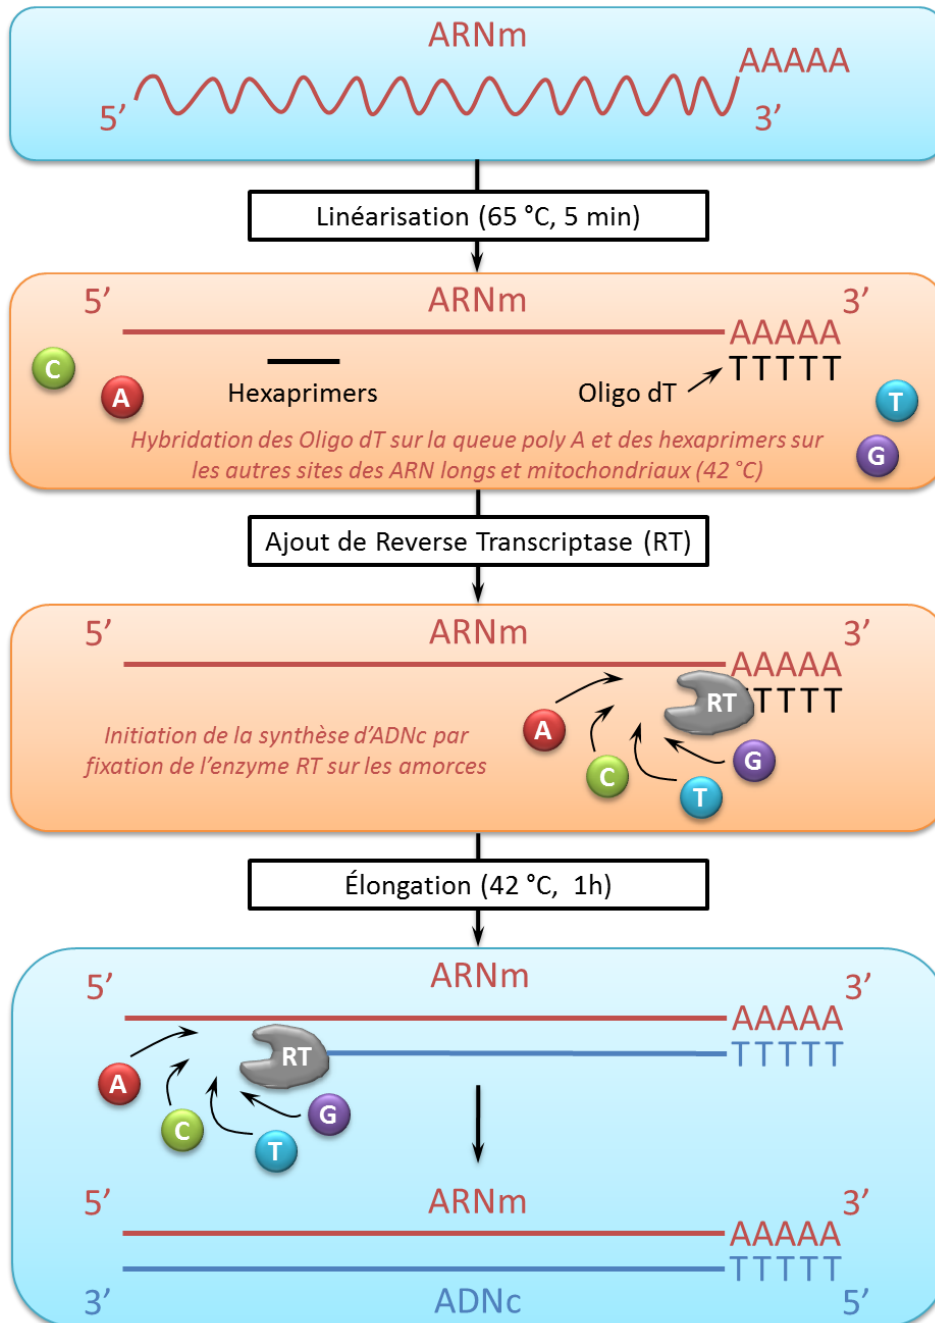 ARNm
AAAAA
5’ 3’
Linéarisation (65 °C, 5 min)
5’ ARNm 3’
AAAAA
TTTTT
C
A
Hexaprimers
Oligo dT
T
G
Hybridation des Oligo dT sur la queue poly A et des hexaprimers sur
les autres sites des ARN longs et mitochondriaux (42 °C)
Ajout de Reverse Transcriptase (RT)
5’ ARNm 3’
AAAAA
RT TTTT
A
C
T
G
Initiation de la synthèse d’ADNc par
fixation de l’enzyme RT sur les amorces
Élongation (42 °C, 1h)
5’ ARNm 3’
AAAAA
RT
TTTTT
A
C
T
G
5’ ARNm 3’
AAAAA
TTTTT
3’ ADNc 5’